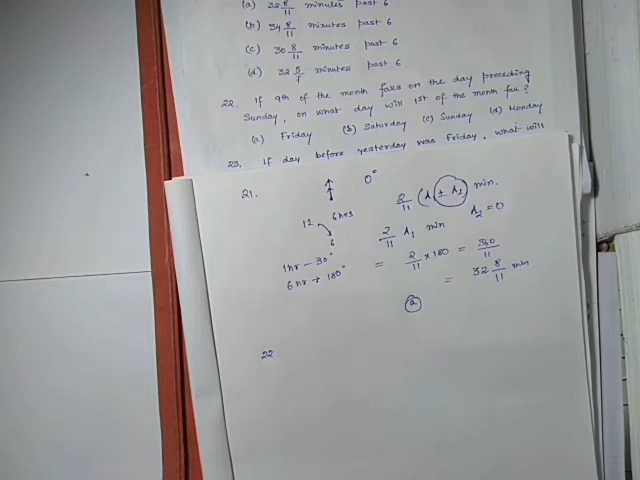 (a) 32 8/11 minutes past 6
(b) 34 8/11 minutes past 6
(c) 30 8/11 minutes past 6
(d) 32 5/7 minutes past 6
22. If 9th of the month falls on the day preceding
Sunday, on what day will 1st of the month fall?
(a) Friday (b) Saturday (c) Sunday (d) Monday
23. If day before yesterday was Friday, what will
21. 0° 2/11 (λ ± λ2) min.
12 6hrs 2/11 λ1 min λ2 = 0
6
1hr – 30° = 2/11 × 180 = 360/11
6hr → 180° = 32 8/11 min
(a)
22.